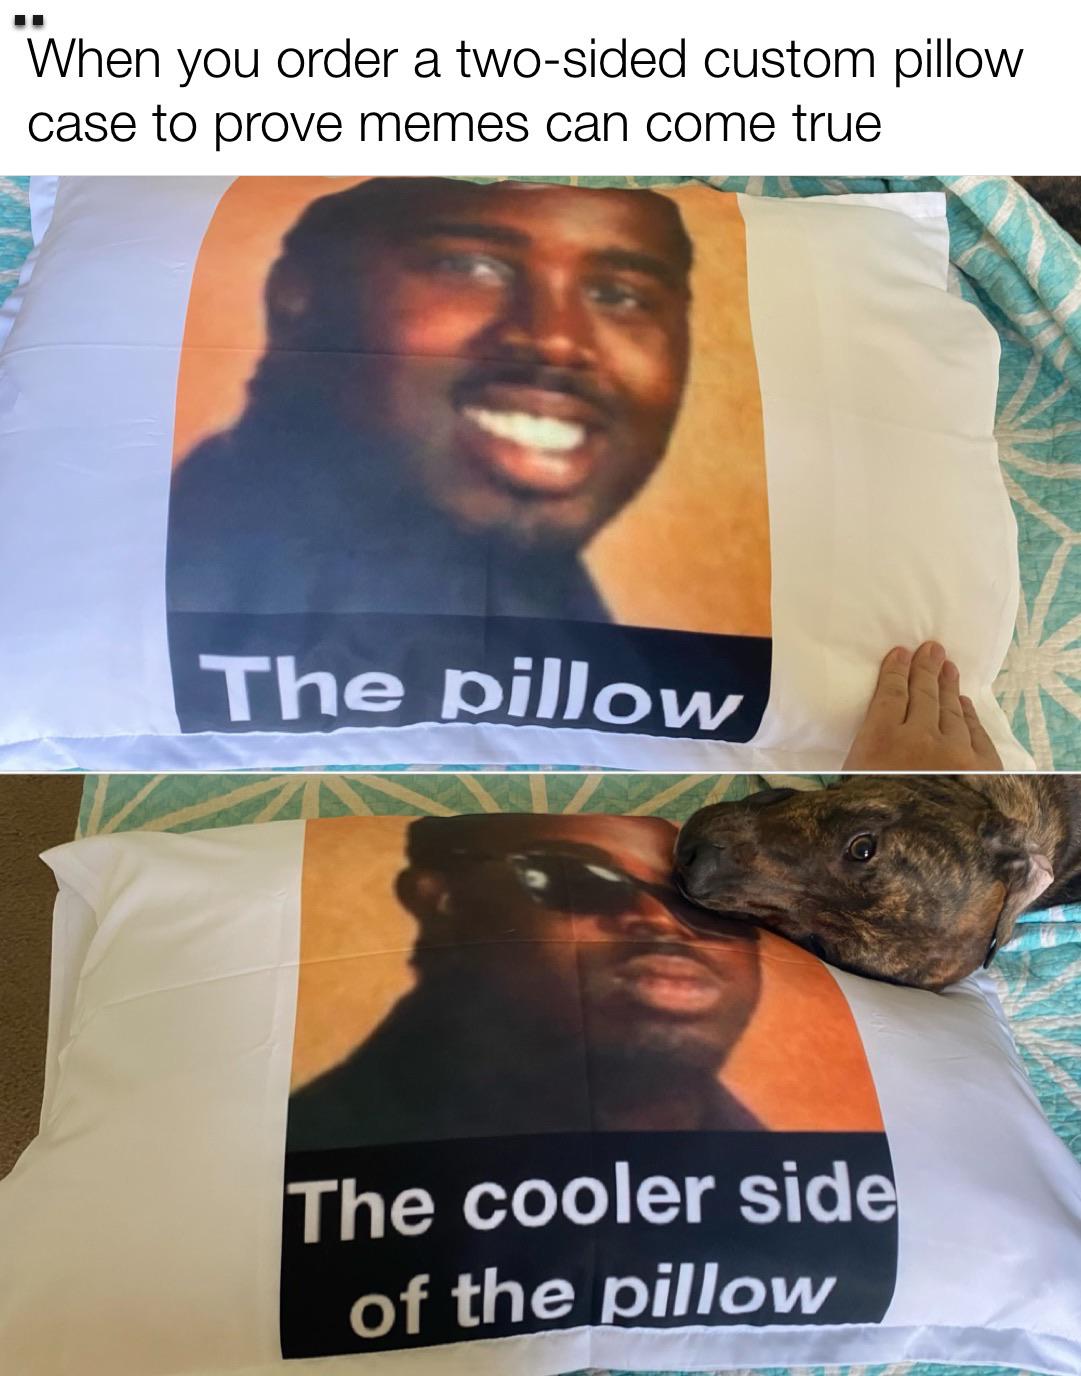 When you order a two-sided custom pillow
case to prove memes can come true
The pillow
The cooler side
of the pillow